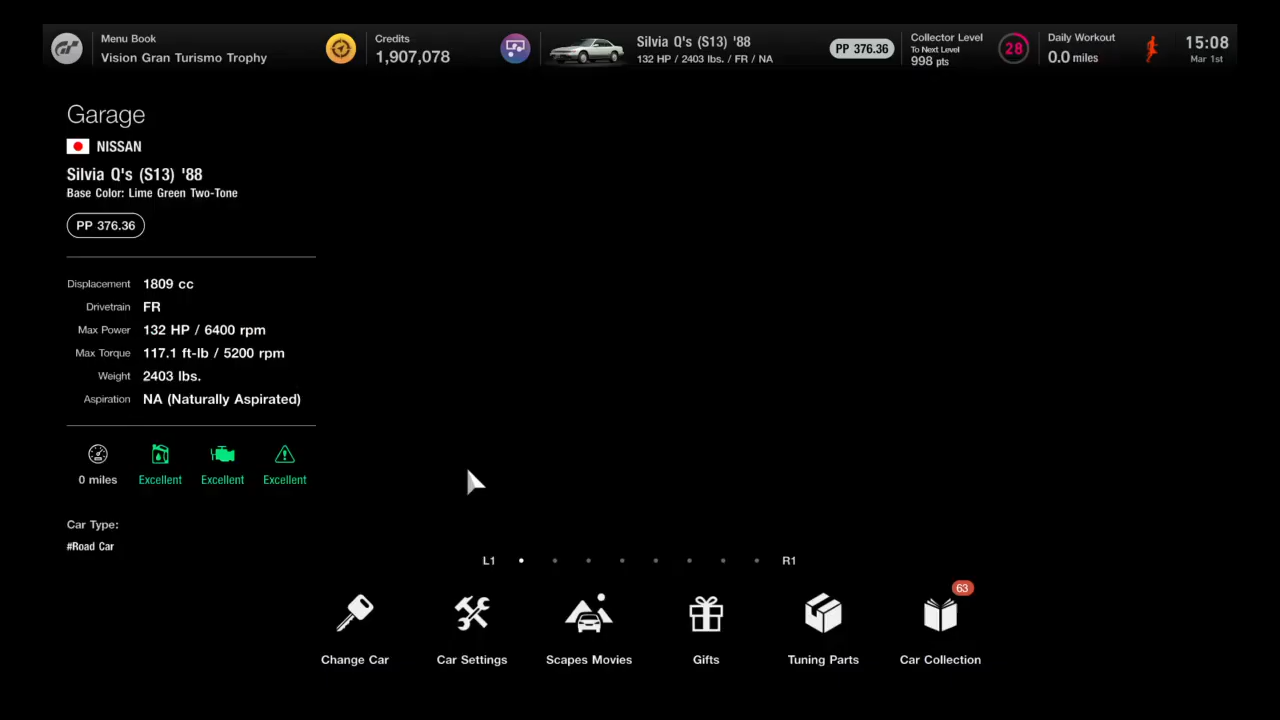 Menu Book
Vision Gran Turismo Trophy
Credits
1,907,078
Silvia Q's (S13) '88
132 HP / 2403 lbs. / FR / NA
PP 376.36
Collector Level
To Next Level
998 pts
28
Daily Workout
0.0 miles
15:08
Mar 1st
Garage
NISSAN
Silvia Q's (S13) '88
Base Color: Lime Green Two-Tone
PP 376.36
Displacement 1809 cc
Drivetrain FR
Max Power 132 HP / 6400 rpm
Max Torque 117.1 ft-lb / 5200 rpm
Weight 2403 lbs.
Aspiration NA (Naturally Aspirated)
0 miles Excellent Excellent Excellent
Car Type:
#Road Car
L1 R1
63
Change Car Car Settings Scapes Movies Gifts Tuning Parts Car Collection